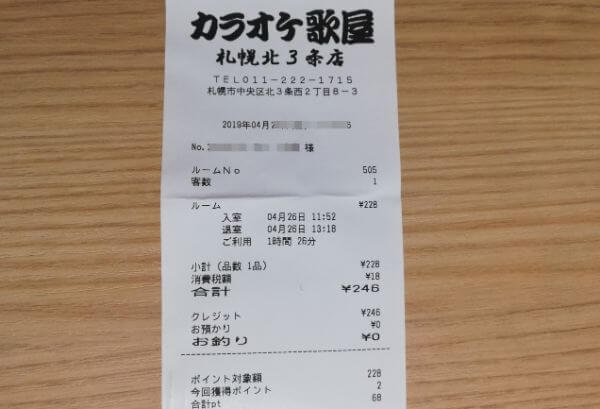 カラオケ歌屋
札幌北3条店
TEL011-222-1715
札幌市中央区北3条西2丁目8-3
2019年04月2
No. 様
ルームNo 505
客数 1
ルーム ¥228
入室 04月26日 11:52
退室 04月26日 13:18
ご利用 1時間 26分
小計(品数 1品) ¥228
消費税額 ¥18
合計 ¥246
クレジット ¥246
お預かり ¥0
お釣り ¥0
ポイント対象額 228
今回獲得ポイント 2
合計pt 68